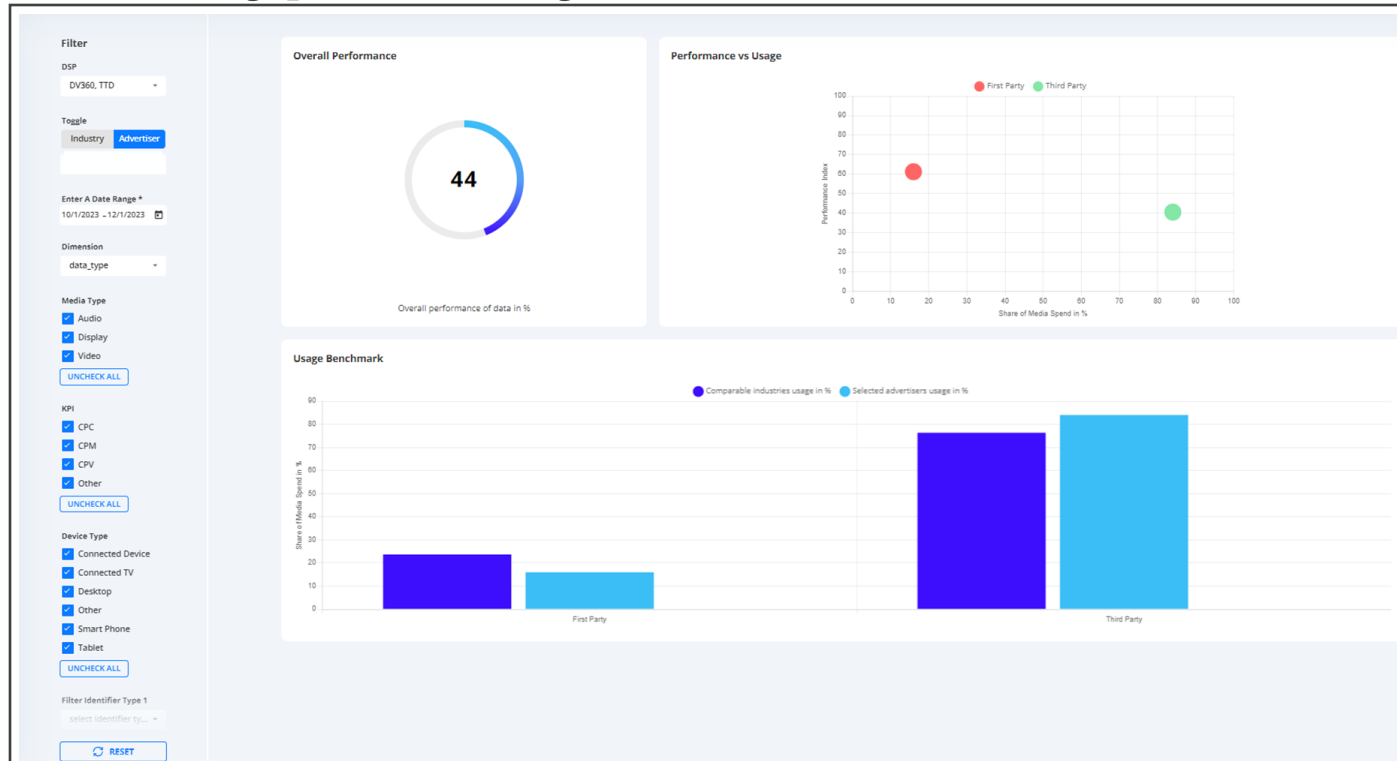 Filter
DSP
DV360, TTD
Toggle
Industry Advertiser
Enter A Date Range *
10/1/2023 – 12/1/2023
Dimension
data_type
Media Type
Audio
Display
Video
UNCHECK ALL
KPI
CPC
CPM
CPV
Other
UNCHECK ALL
Device Type
Connected Device
Connected TV
Desktop
Other
Smart Phone
Tablet
UNCHECK ALL
Filter Identifier Type 1
select identifier ty...
RESET
Overall Performance
44
Overall performance of data in %
Performance vs Usage
First Party Third Party
Performance Index
100
90
80
70
60
50
40
30
20
10
0
0 10 20 30 40 50 60 70 80 90 100
Share of Media Spend in %
Usage Benchmark
Comparable industries usage in % Selected advertisers usage in %
Share of Media Spend in %
90
80
70
60
50
40
30
20
10
0
First Party Third Party